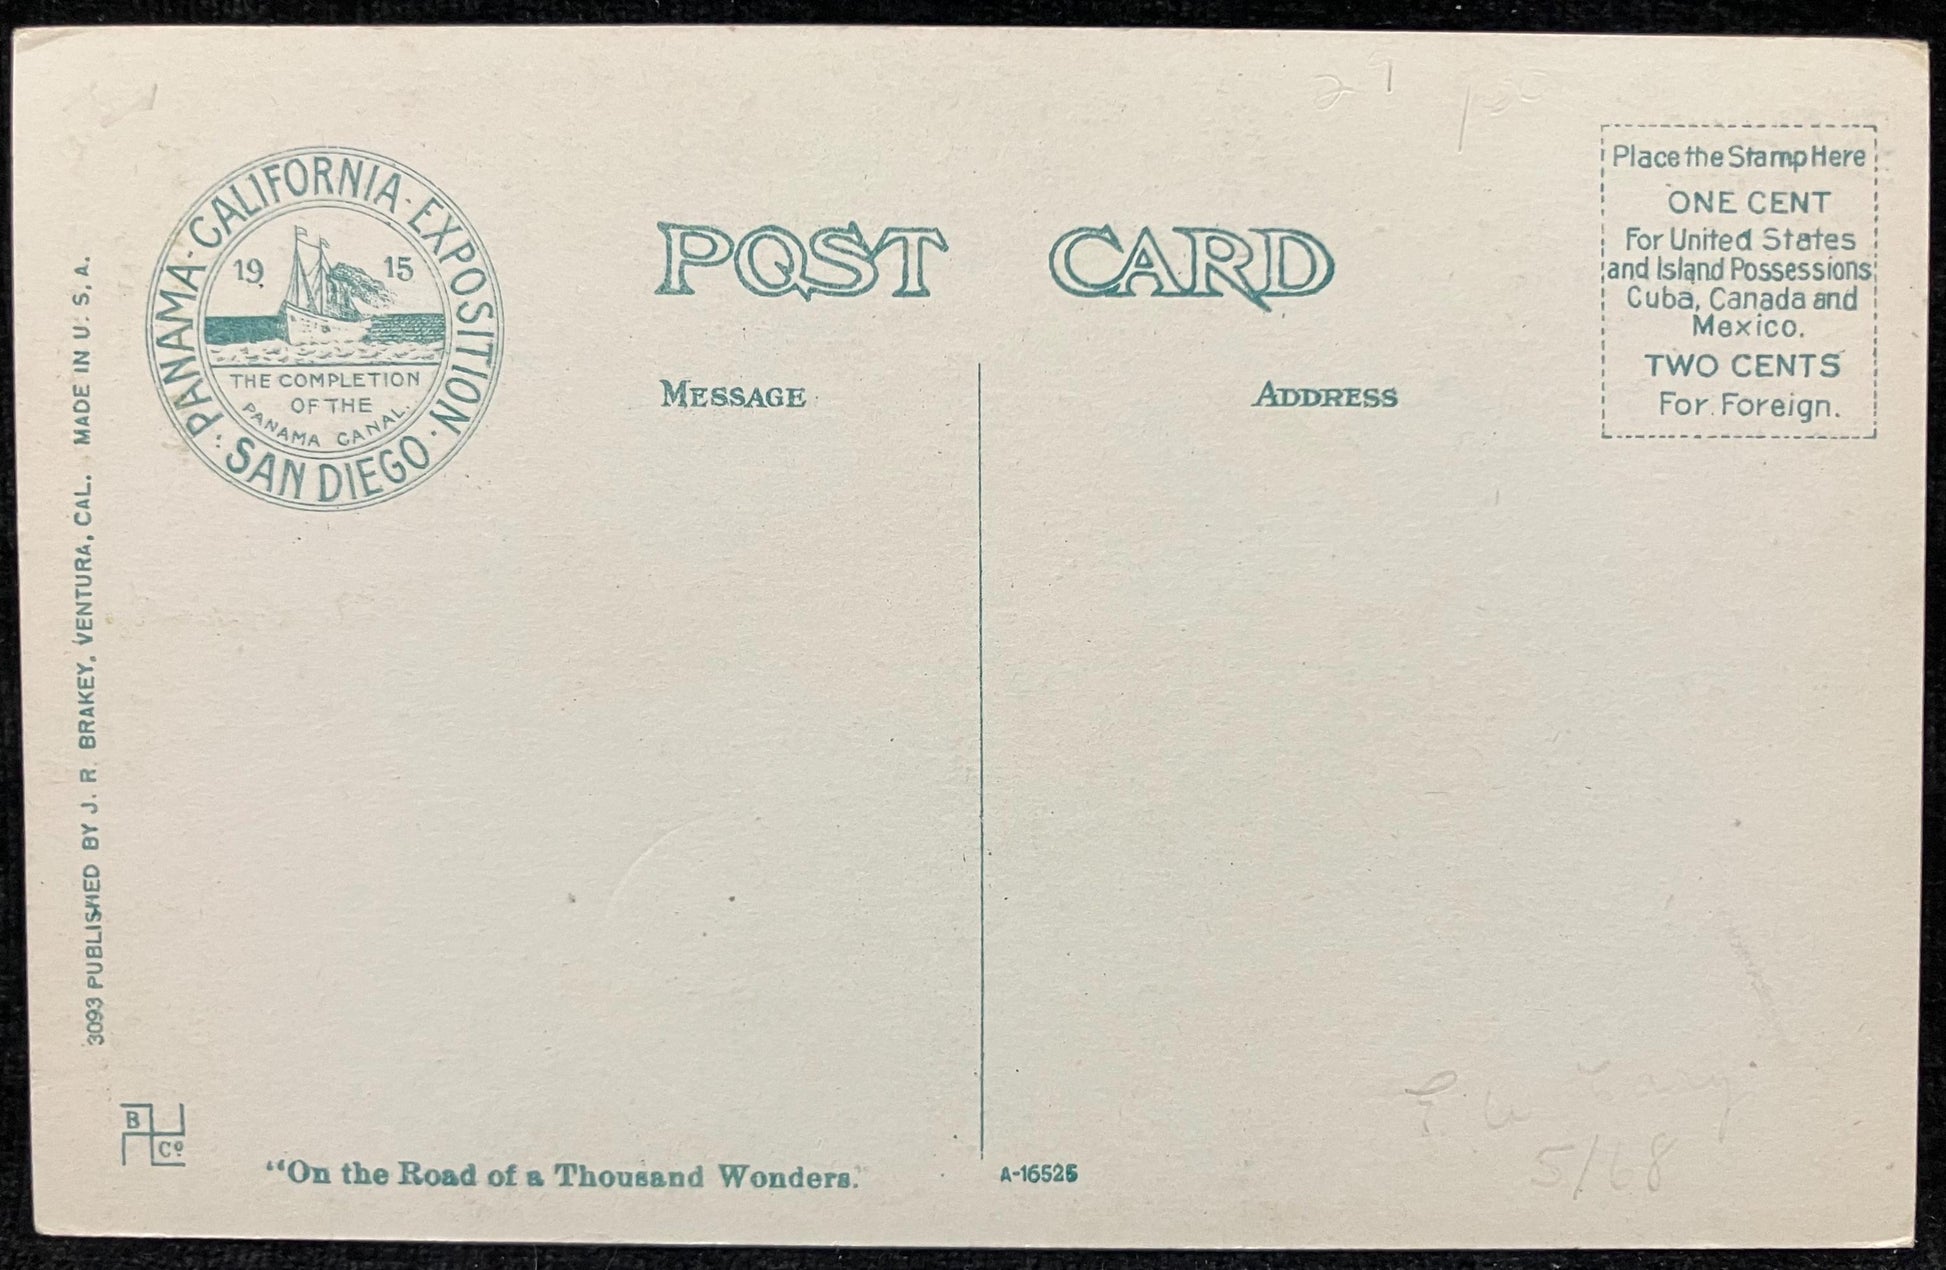 PANAMA-CALIFORNIA-EXPOSITION
SAN DIEGO
19 15
THE COMPLETION
OF THE
PANAMA CANAL.
POST CARD
MESSAGE
ADDRESS
Place the Stamp Here
ONE CENT
For United States
and Island Possessions
Cuba, Canada and
Mexico.
TWO CENTS
For Foreign.
3093 PUBLISHED BY J. R. BRAKEY, VENTURA, CAL. MADE IN U. S. A.
B
Co
"On the Road of a Thousand Wonders."
A-16525
5/68